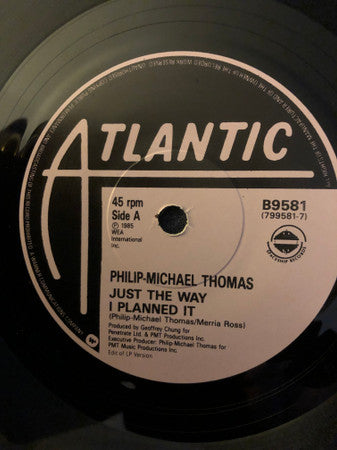 ATLANTIC
45 rpm
Side A
℗ 1985
WEA
International
Inc.
B9581
(799581-7)
SPACESHIP RECORDS
PHILIP-MICHAEL THOMAS
JUST THE WAY
I PLANNED IT
(Philip-Michael Thomas/Merria Ross)
Produced by Geoffrey Chung for
Penetrate Ltd. & PMT Productions Inc.
Executive Producer: Philip-Michael Thomas for
PMT Music Productions Inc.
Edit of LP Version